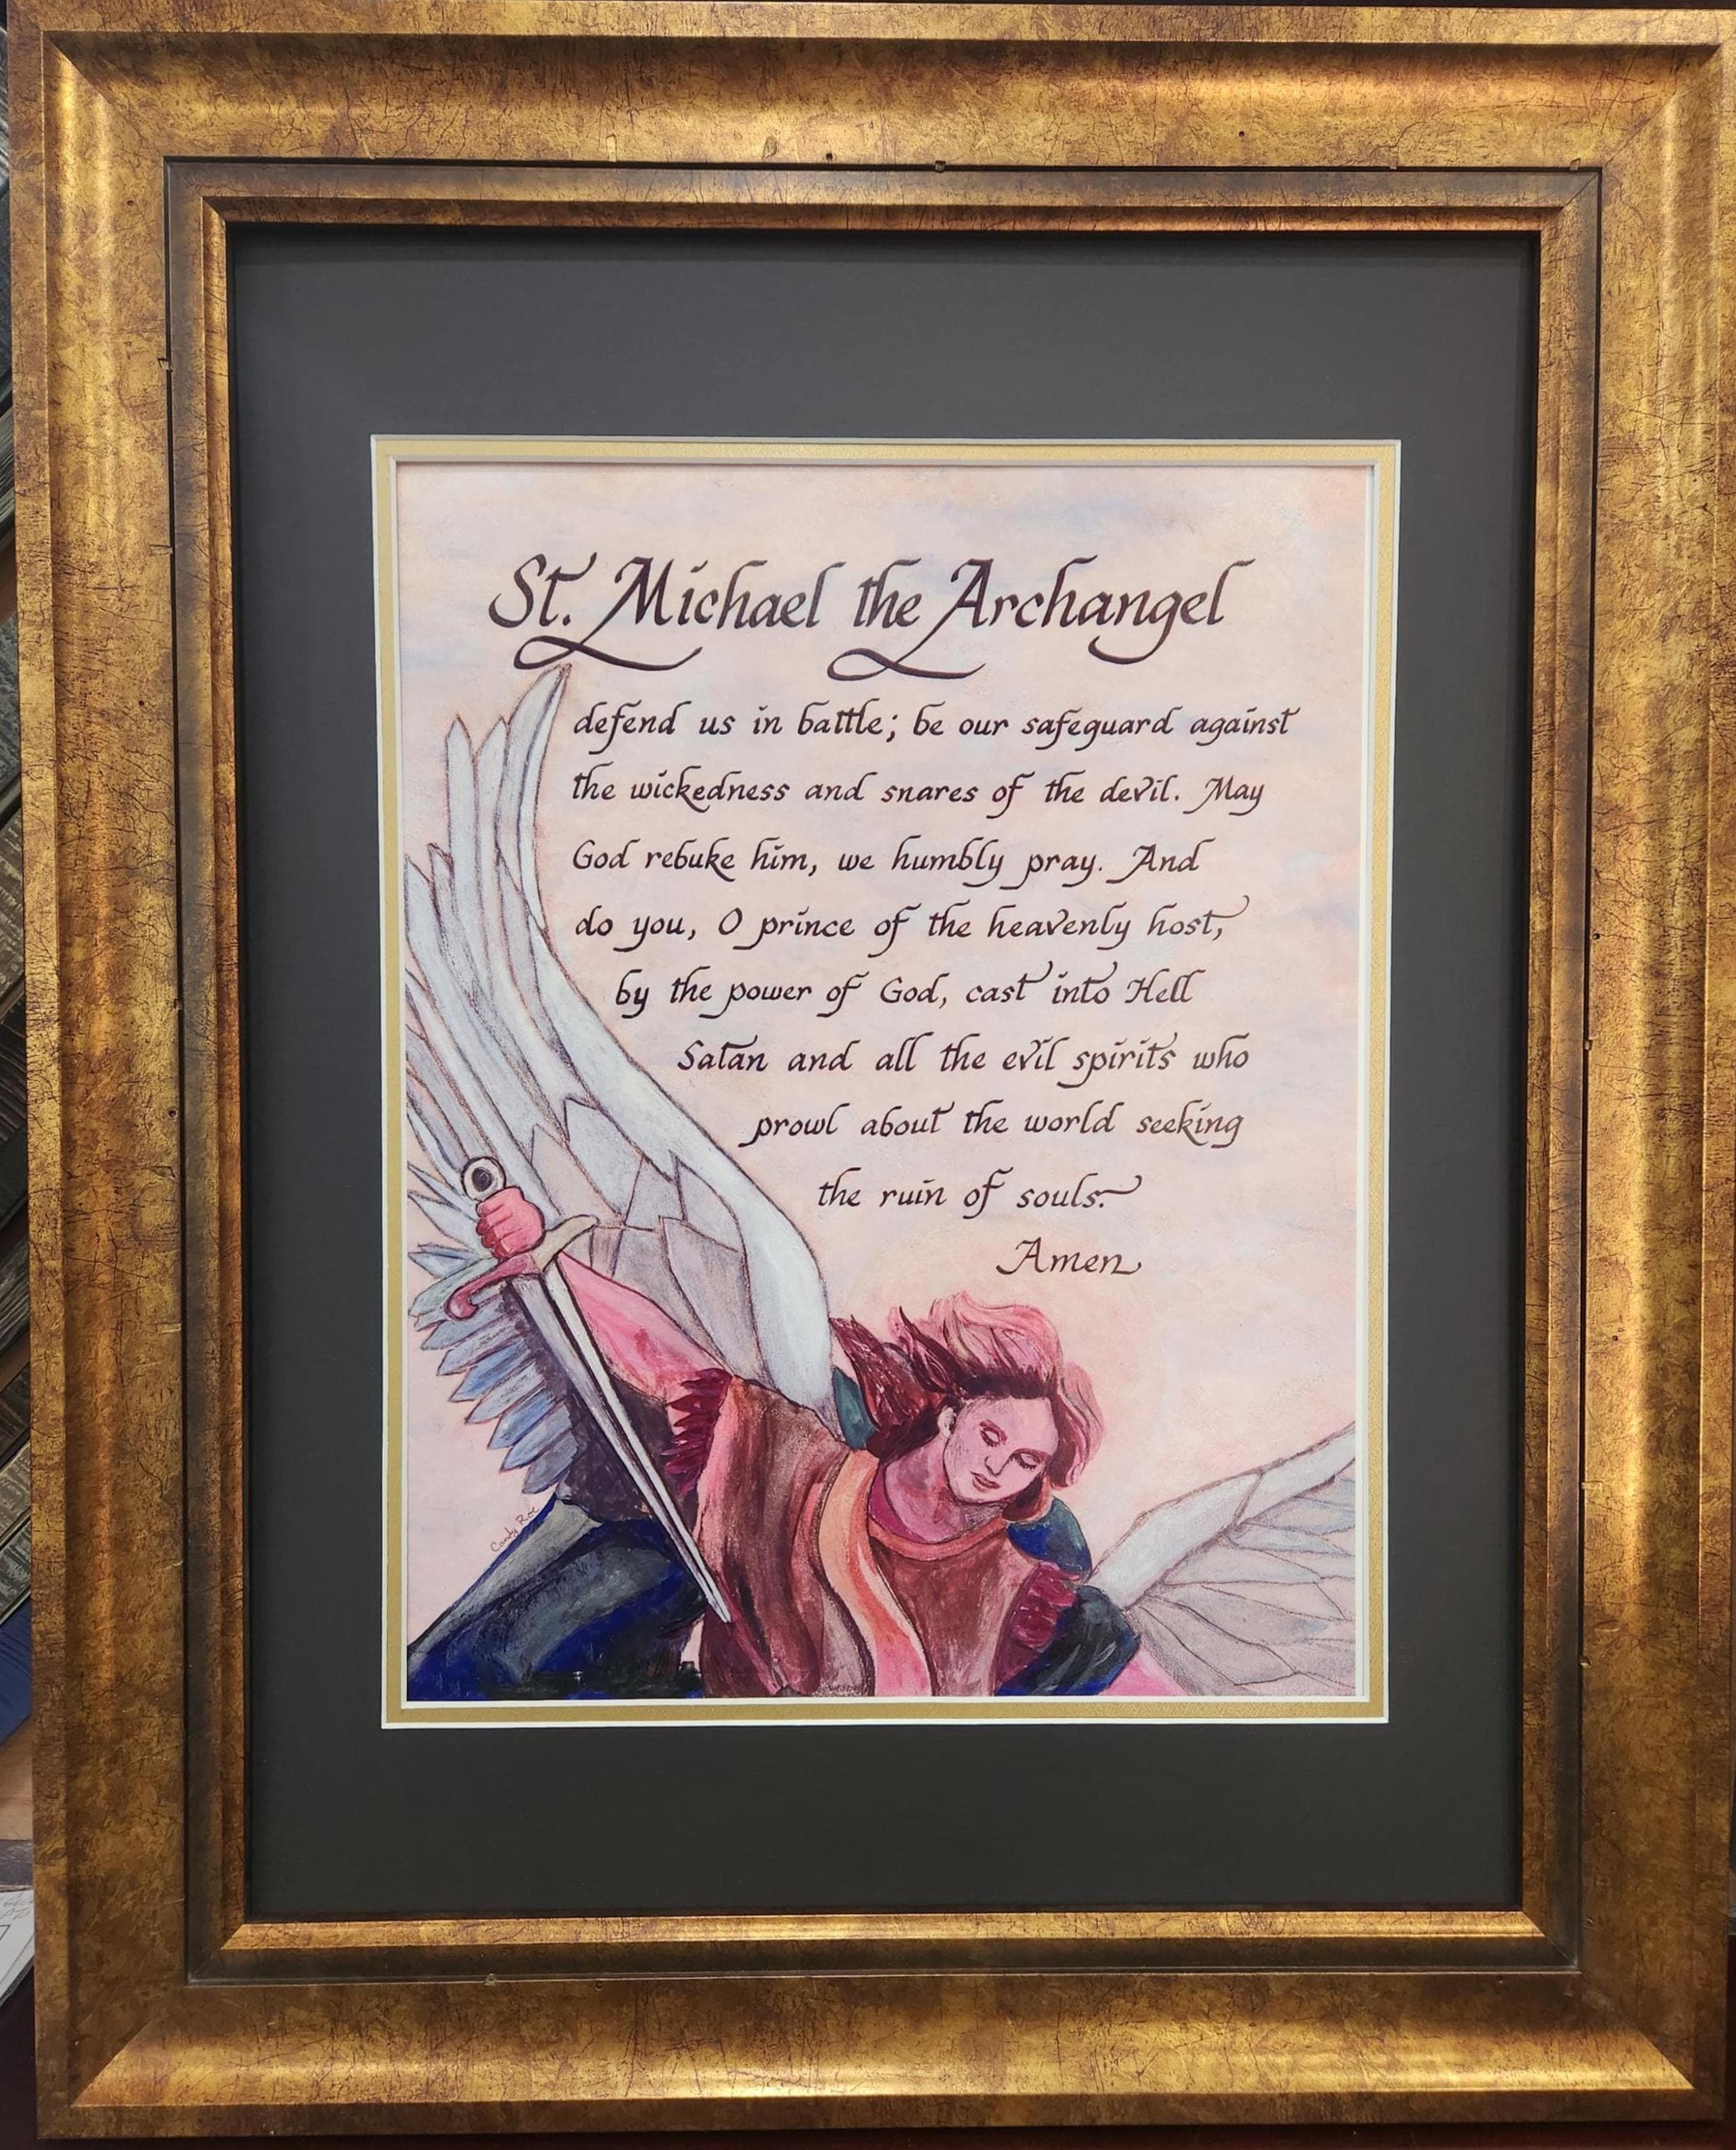 St. Michael the Archangel
defend us in battle; be our safeguard against
the wickedness and snares of the devil. May
God rebuke him, we humbly pray. And
do you, O prince of the heavenly host,
by the power of God, cast into Hell
Satan and all the evil spirits who
prowl about the world seeking
the ruin of souls.
Amen
Candy Roe